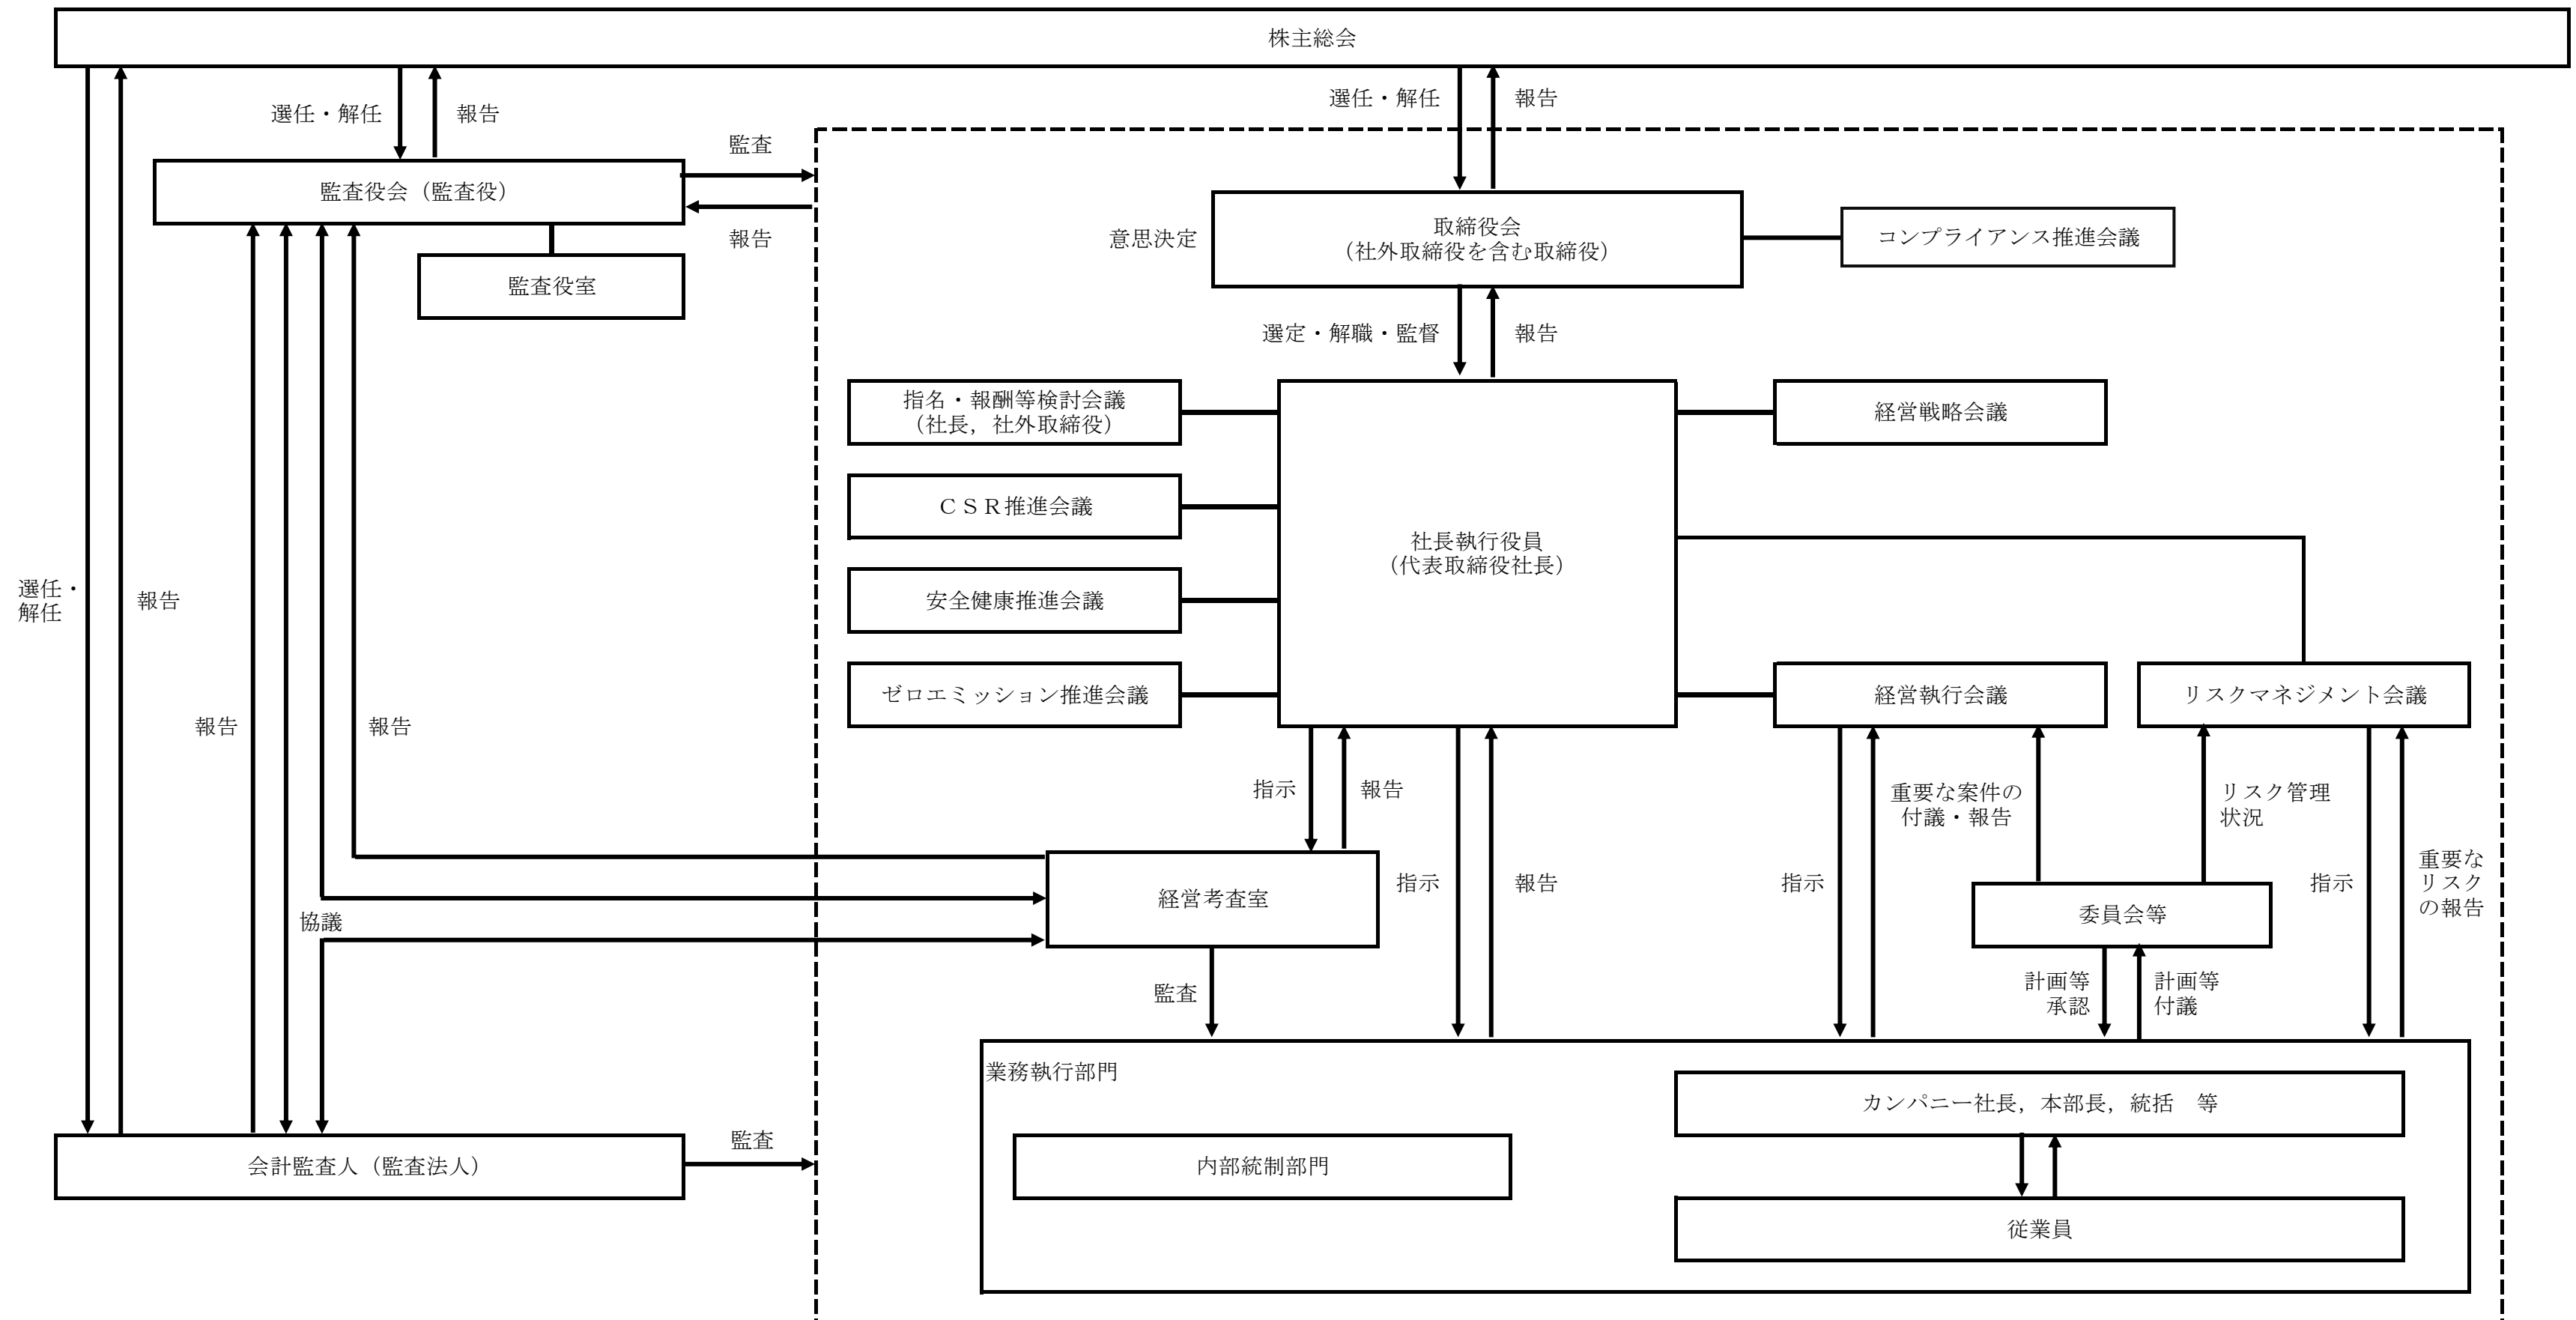 株主総会
選任・解任
報告
選任・解任
報告
監査
監査役会（監査役）
報告
監査役室
意思決定
取締役会
（社外取締役を含む取締役）
コンプライアンス推進会議
選定・解職・監督
報告
指名・報酬等検討会議
（社長，社外取締役）
経営戦略会議
ＣＳＲ推進会議
社長執行役員
（代表取締役社長）
選任・
解任
報告
安全健康推進会議
ゼロエミッション推進会議
経営執行会議
リスクマネジメント会議
報告
報告
指示
報告
重要な案件の
付議・報告
リスク管理
状況
経営考査室
指示
報告
指示
委員会等
指示
重要な
リスク
の報告
協議
監査
計画等
承認
計画等
付議
業務執行部門
カンパニー社長，本部長，統括　等
監査
会計監査人（監査法人）
内部統制部門
従業員